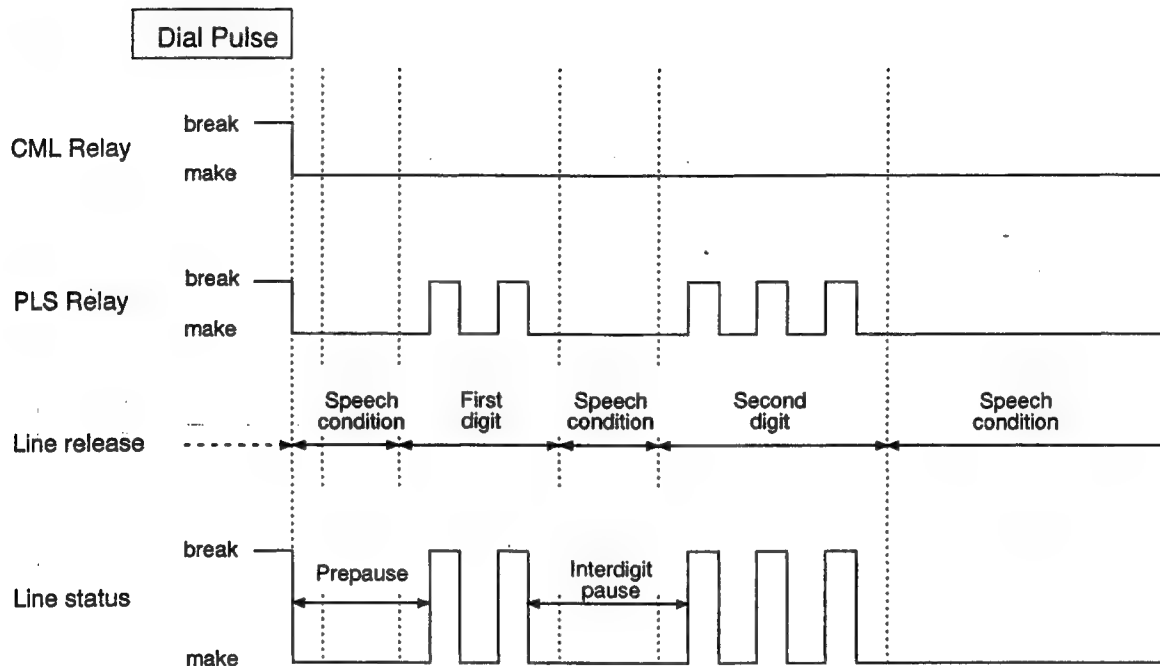 Dial Pulse
CML Relay
break
make
PLS Relay
break
make
Line release
Speech
condition
First
digit
Speech
condition
Second
digit
Speech
condition
Line status
break
make
Prepause
Interdigit
pause